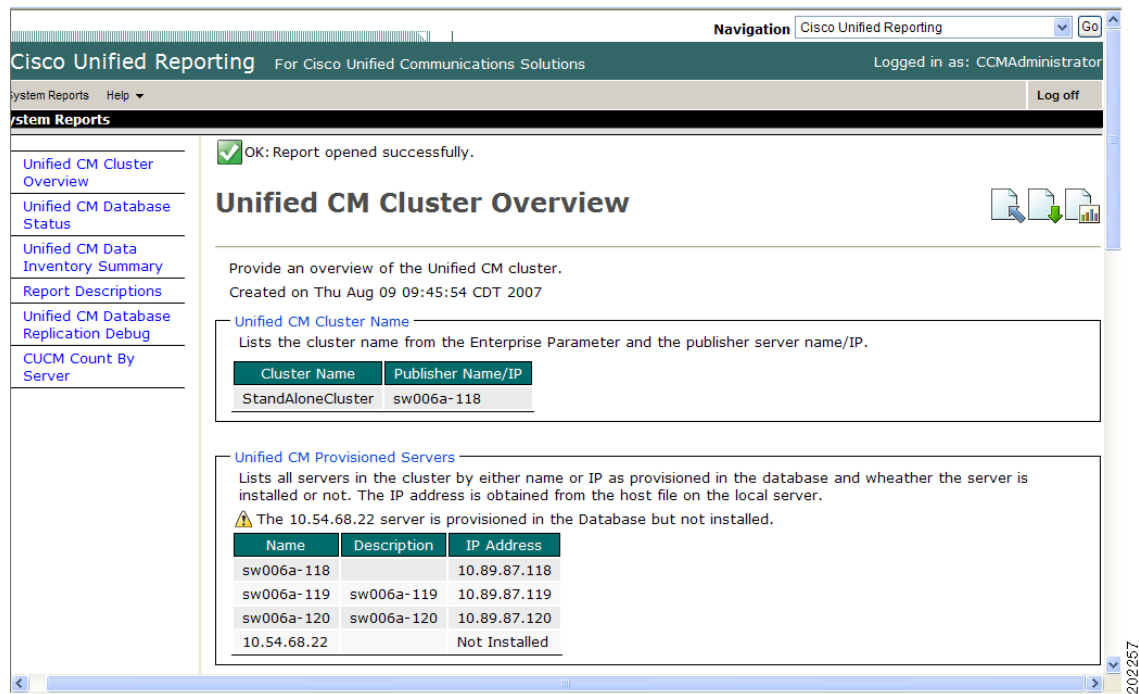 Navigation Cisco Unified Reporting Go
Cisco Unified Reporting For Cisco Unified Communications Solutions Logged in as: CCMAdministrator
System Reports Help Log off
ystem Reports
Unified CM Cluster
Overview
Unified CM Database
Status
Unified CM Data
Inventory Summary
Report Descriptions
Unified CM Database
Replication Debug
CUCM Count By
Server
OK: Report opened successfully.
Unified CM Cluster Overview
Provide an overview of the Unified CM cluster.
Created on Thu Aug 09 09:45:54 CDT 2007
Unified CM Cluster Name
Lists the cluster name from the Enterprise Parameter and the publisher server name/IP.
Cluster Name Publisher Name/IP
StandAloneCluster sw006a-118
Unified CM Provisioned Servers
Lists all servers in the cluster by either name or IP as provisioned in the database and wheather the server is
installed or not. The IP address is obtained from the host file on the local server.
The 10.54.68.22 server is provisioned in the Database but not installed.
Name Description IP Address
sw006a-118 10.89.87.118
sw006a-119 sw006a-119 10.89.87.119
sw006a-120 sw006a-120 10.89.87.120
10.54.68.22 Not Installed
202257